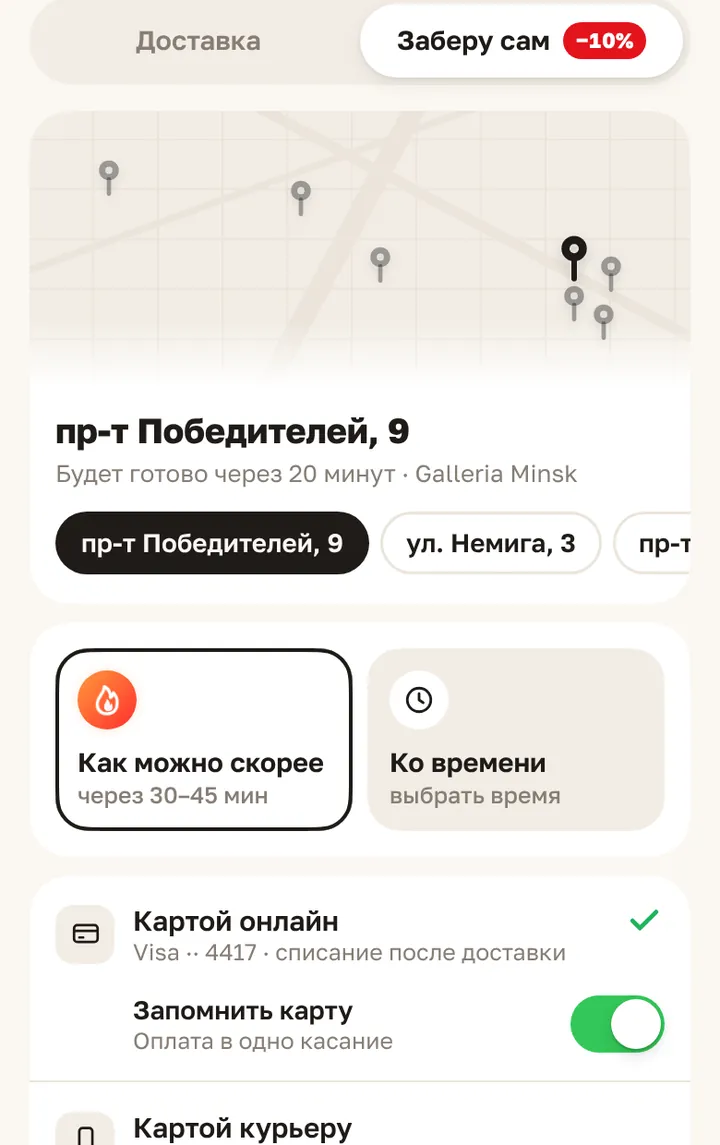 Доставка
Заберу сам −10%
пр-т Победителей, 9
Будет готово через 20 минут · Galleria Minsk
пр-т Победителей, 9
ул. Немига, 3
пр-т
Как можно скорее
через 30–45 мин
Ко времени
выбрать время
Картой онлайн
Visa ·· 4417 · списание после доставки
Запомнить карту
Оплата в одно касание
Картой курьеру